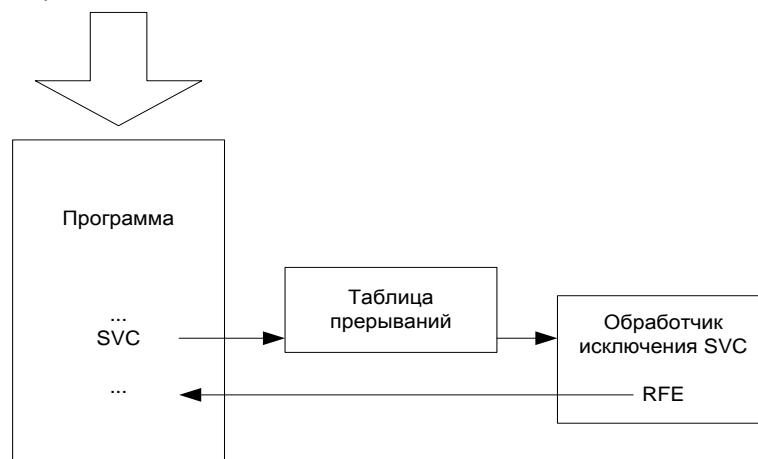 Программа
...
SVC
...
Таблица
прерываний
Обработчик
исключения SVC
RFE